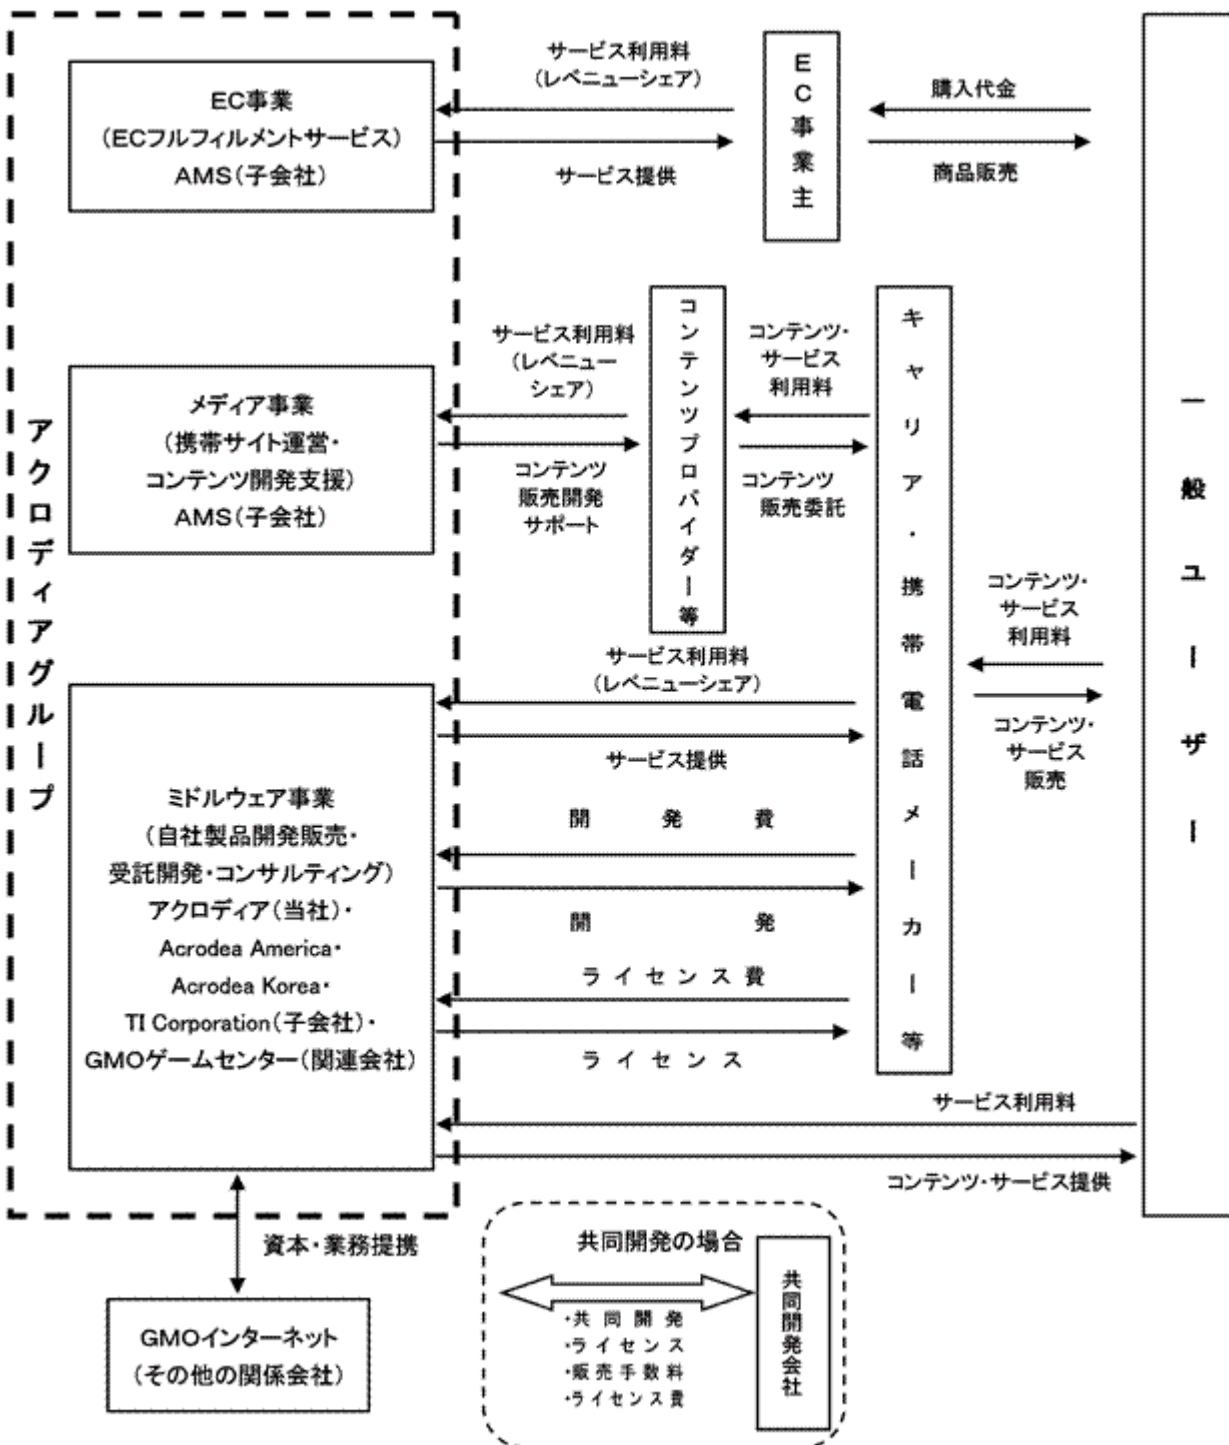 アクロディアグループ
EC事業
(ECフルフィルメントサービス)
AMS(子会社)
サービス利用料
(レベニューシェア)
サービス提供
EC事業主
購入代金
商品販売
メディア事業
(携帯サイト運営・
コンテンツ開発支援)
AMS(子会社)
サービス利用料
(レベニュー
シェア)
コンテンツ
販売開発
サポート
コンテンツプロバイダー等
コンテンツ・
サービス
利用料
コンテンツ
販売委託
キャリア・携帯電話メーカー等
コンテンツ・
サービス
利用料
コンテンツ・
サービス
販売
一般ユーザー
ミドルウェア事業
(自社製品開発販売・
受託開発・コンサルティング)
アクロディア(当社)・
Acrodea America・
Acrodea Korea・
TI Corporation(子会社)・
GMOゲームセンター(関連会社)
サービス利用料
(レベニューシェア)
サービス提供
開発費
開発
ライセンス費
ライセンス
サービス利用料
コンテンツ・サービス提供
資本・業務提携
GMOインターネット
(その他の関係会社)
共同開発の場合
・共同開発
・ライセンス
・販売手数料
・ライセンス費
共同開発会社